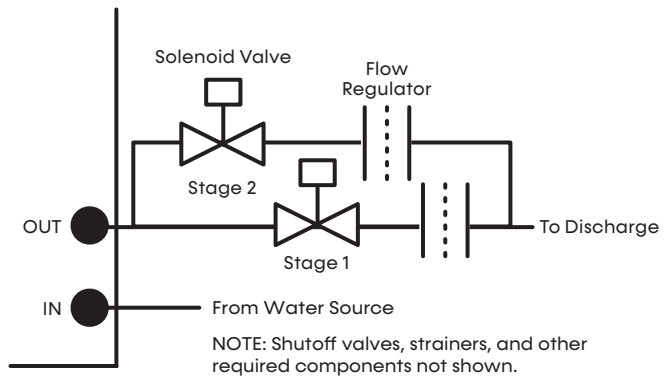 Solenoid Valve
Flow
Regulator
Stage 2
OUT
To Discharge
Stage 1
IN
From Water Source
NOTE: Shutoff valves, strainers, and other
required components not shown.